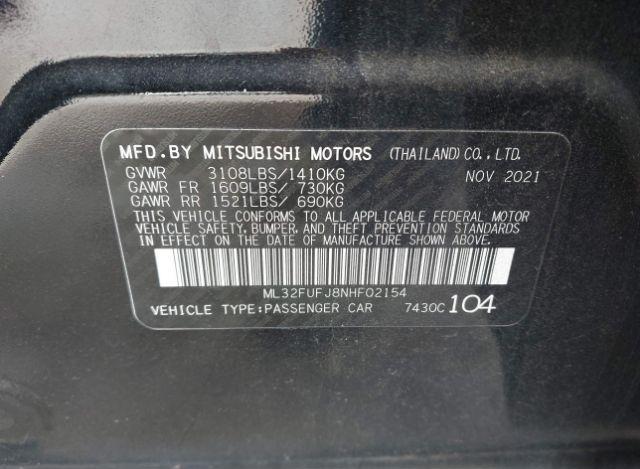 MFD.BY MITSUBISHI MOTORS (THAILAND)CO.,LTD.
GVWR 3108LBS/1410KG NOV 2021
GAWR FR 1609LBS/ 730KG
GAWR RR 1521LBS/ 690KG
THIS VEHICLE CONFORMS TO ALL APPLICABLE FEDERAL MOTOR
VEHICLE SAFETY, BUMPER, AND THEFT PREVENTION STANDARDS
IN EFFECT ON THE DATE OF MANUFACTURE SHOWN ABOVE.
ML32FUFJ8NHF02154
VEHICLE TYPE:PASSENGER CAR 7430C 104